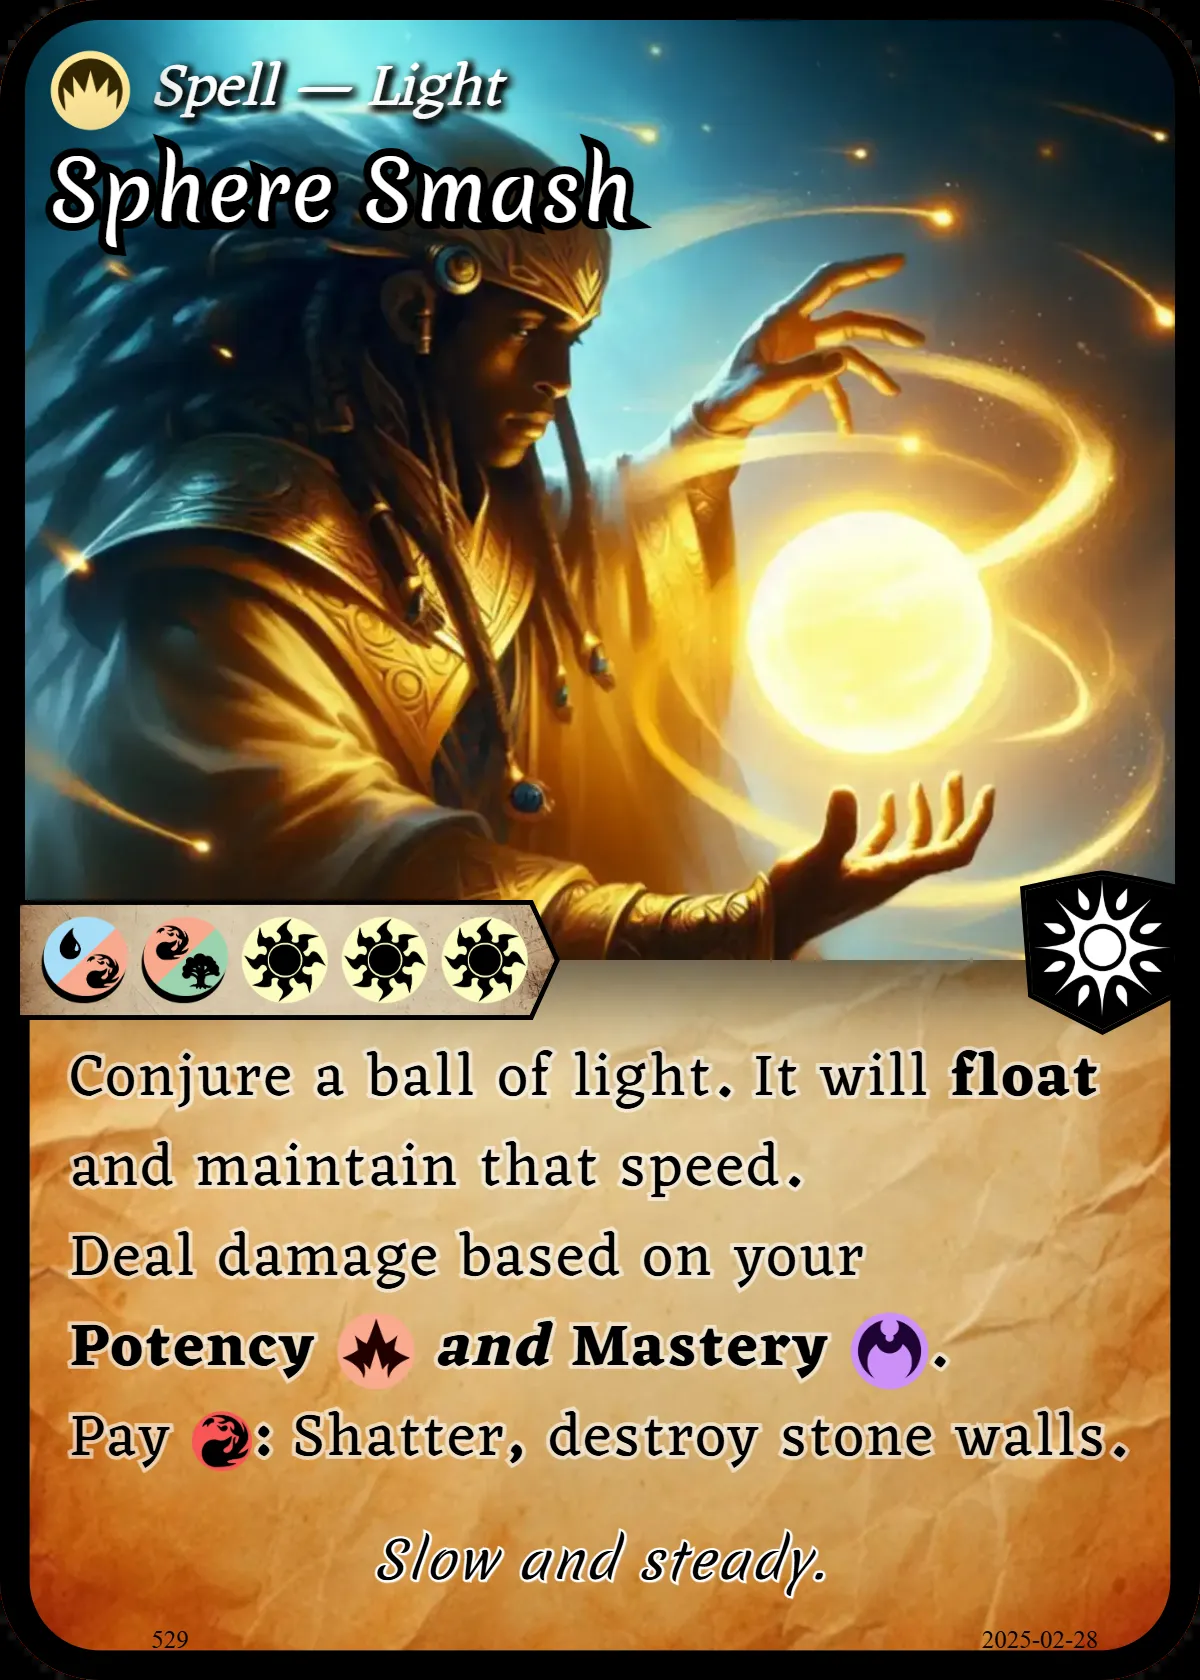 Spell — Light
Sphere Smash
Conjure a ball of light. It will float
and maintain that speed.
Deal damage based on your
Potency and Mastery .
Pay : Shatter, destroy stone walls.
Slow and steady.
529 2025-02-28